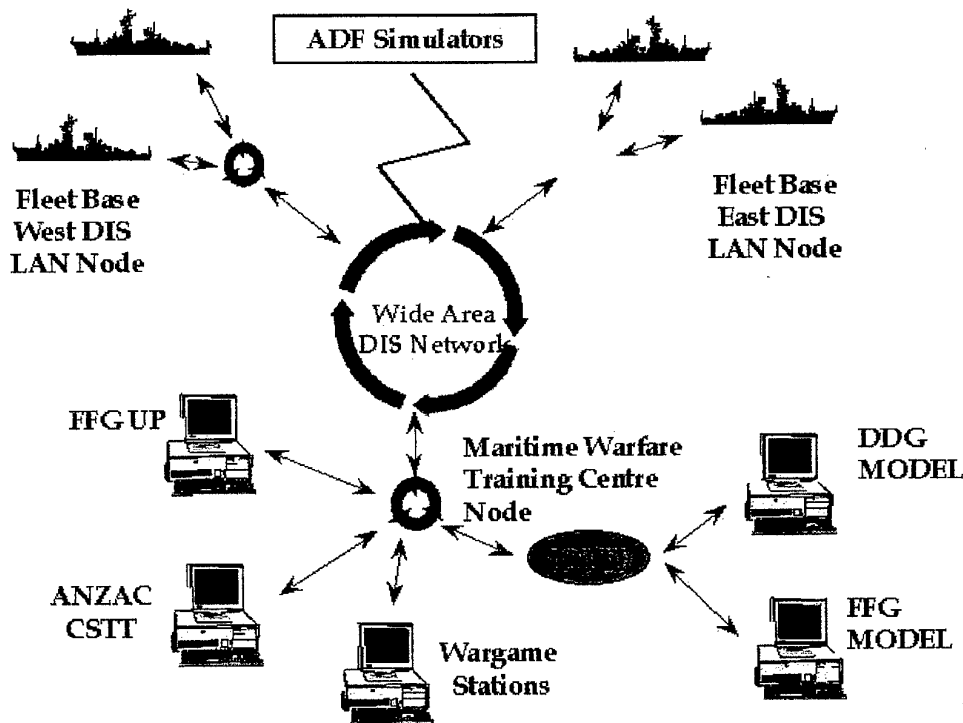 ADF Simulators
Fleet Base
West DIS
LAN Node
Fleet Base
East DIS
LAN Node
Wide Area
DIS Network
FFG UP
Maritime Warfare
Training Centre
Node
DDG
MODEL
ANZAC
CSTT
Wargame
Stations
FFG
MODEL